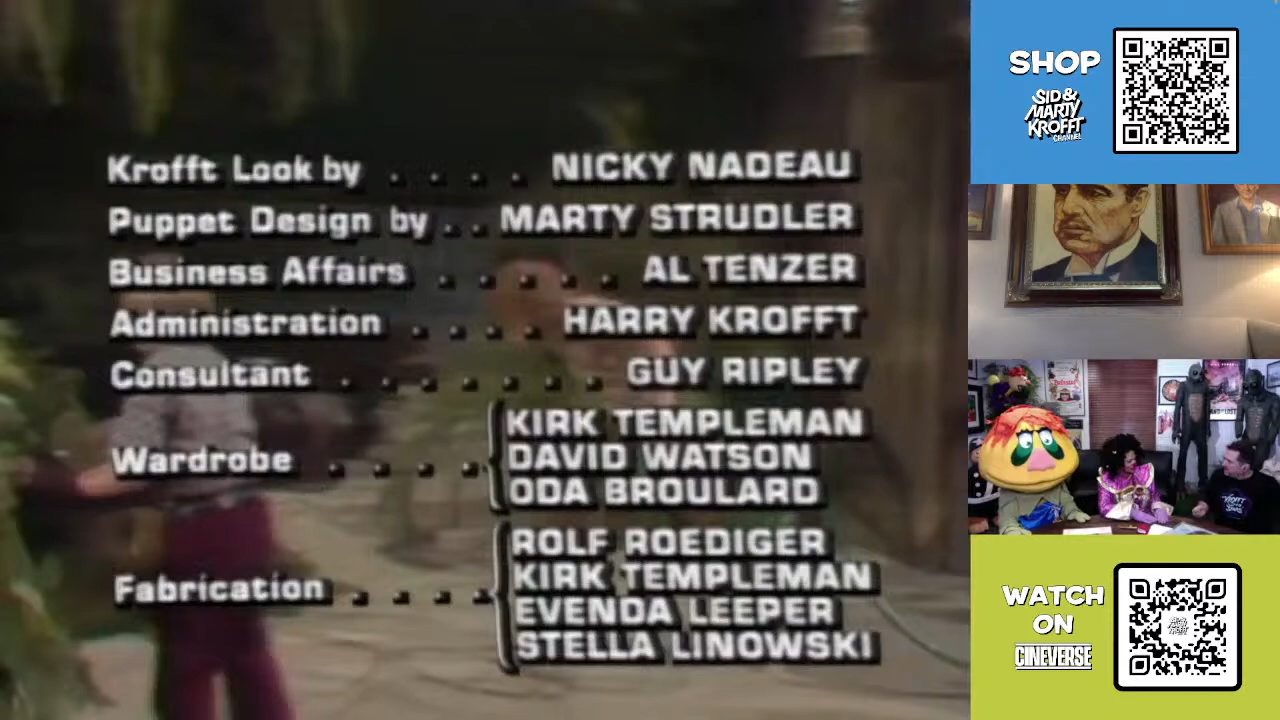 Krofft Look by . . . . NICKY NADEAU
Puppet Design by . . MARTY STRUDLER
Business Affairs . . . . . AL TENZER
Administration . . . . HARRY KROFFT
Consultant . . . . . . . GUY RIPLEY
KIRK TEMPLEMAN
Wardrobe . . . . DAVID WATSON
ODA BROULARD
ROLF ROEDIGER
Fabrication . . . . KIRK TEMPLEMAN
EVENDA LEEPER
STELLA LINOWSKI
SHOP
SID &
MARTY
KROFFT
CHANNEL
WATCH
ON
CINEVERSE